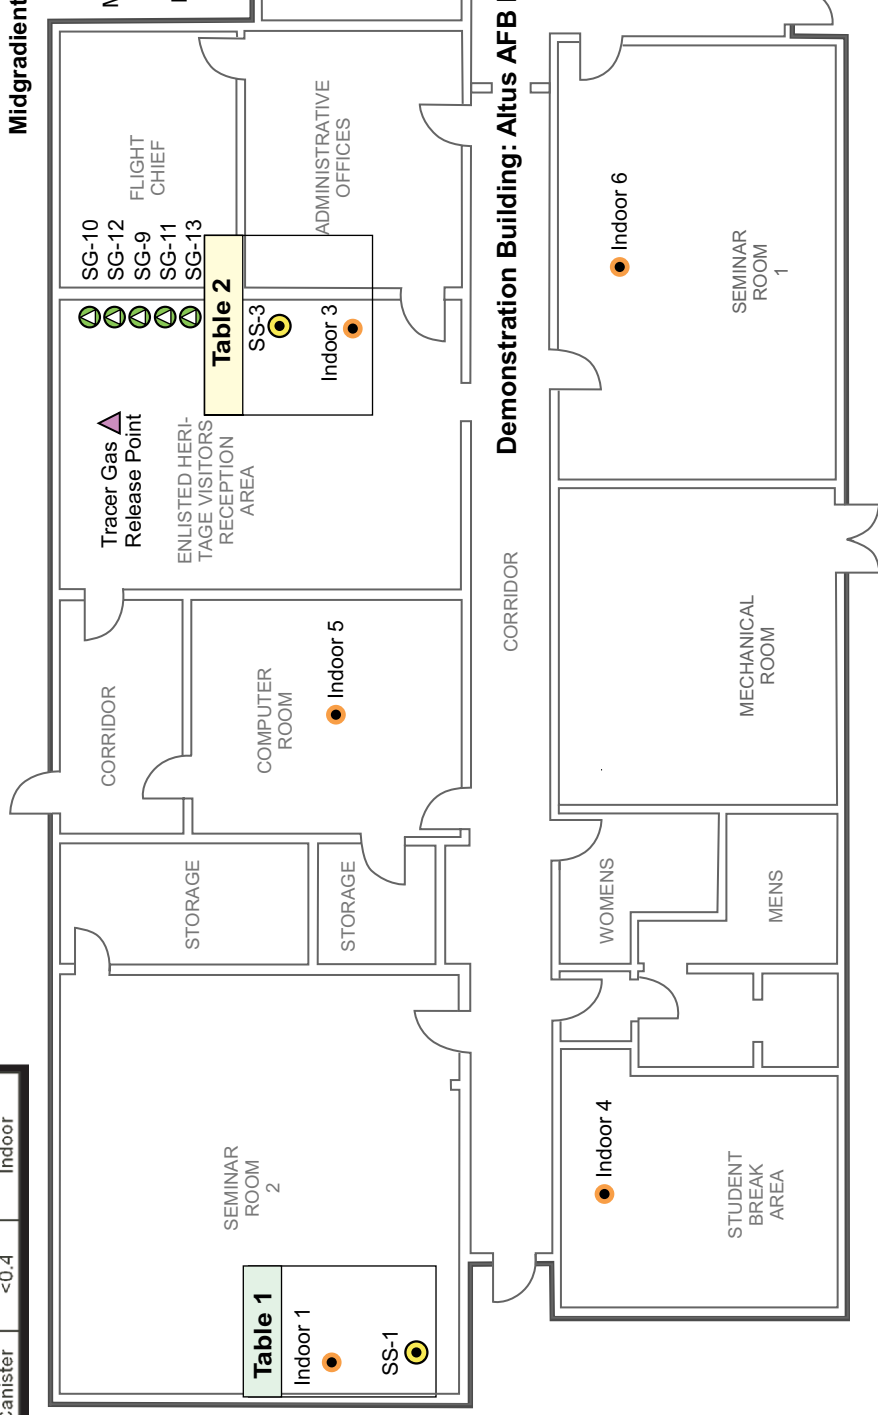 Midgradient
Demonstration Building: Altus AFB
Canister
<0.4
Indoor
SEMINAR
ROOM
2
Table 1
Indoor 1
SS-1
STORAGE
STORAGE
CORRIDOR
COMPUTER
ROOM
Indoor 5
Tracer Gas
Release Point
ENLISTED HERI-
TAGE VISITORS
RECEPTION
AREA
SG-10
SG-12
SG-9
SG-11
SG-13
Table 2
SS-3
Indoor 3
FLIGHT
CHIEF
ADMINISTRATIVE
OFFICES
CORRIDOR
Indoor 4
STUDENT
BREAK
AREA
WOMENS
MENS
MECHANICAL
ROOM
Indoor 6
SEMINAR
ROOM
1